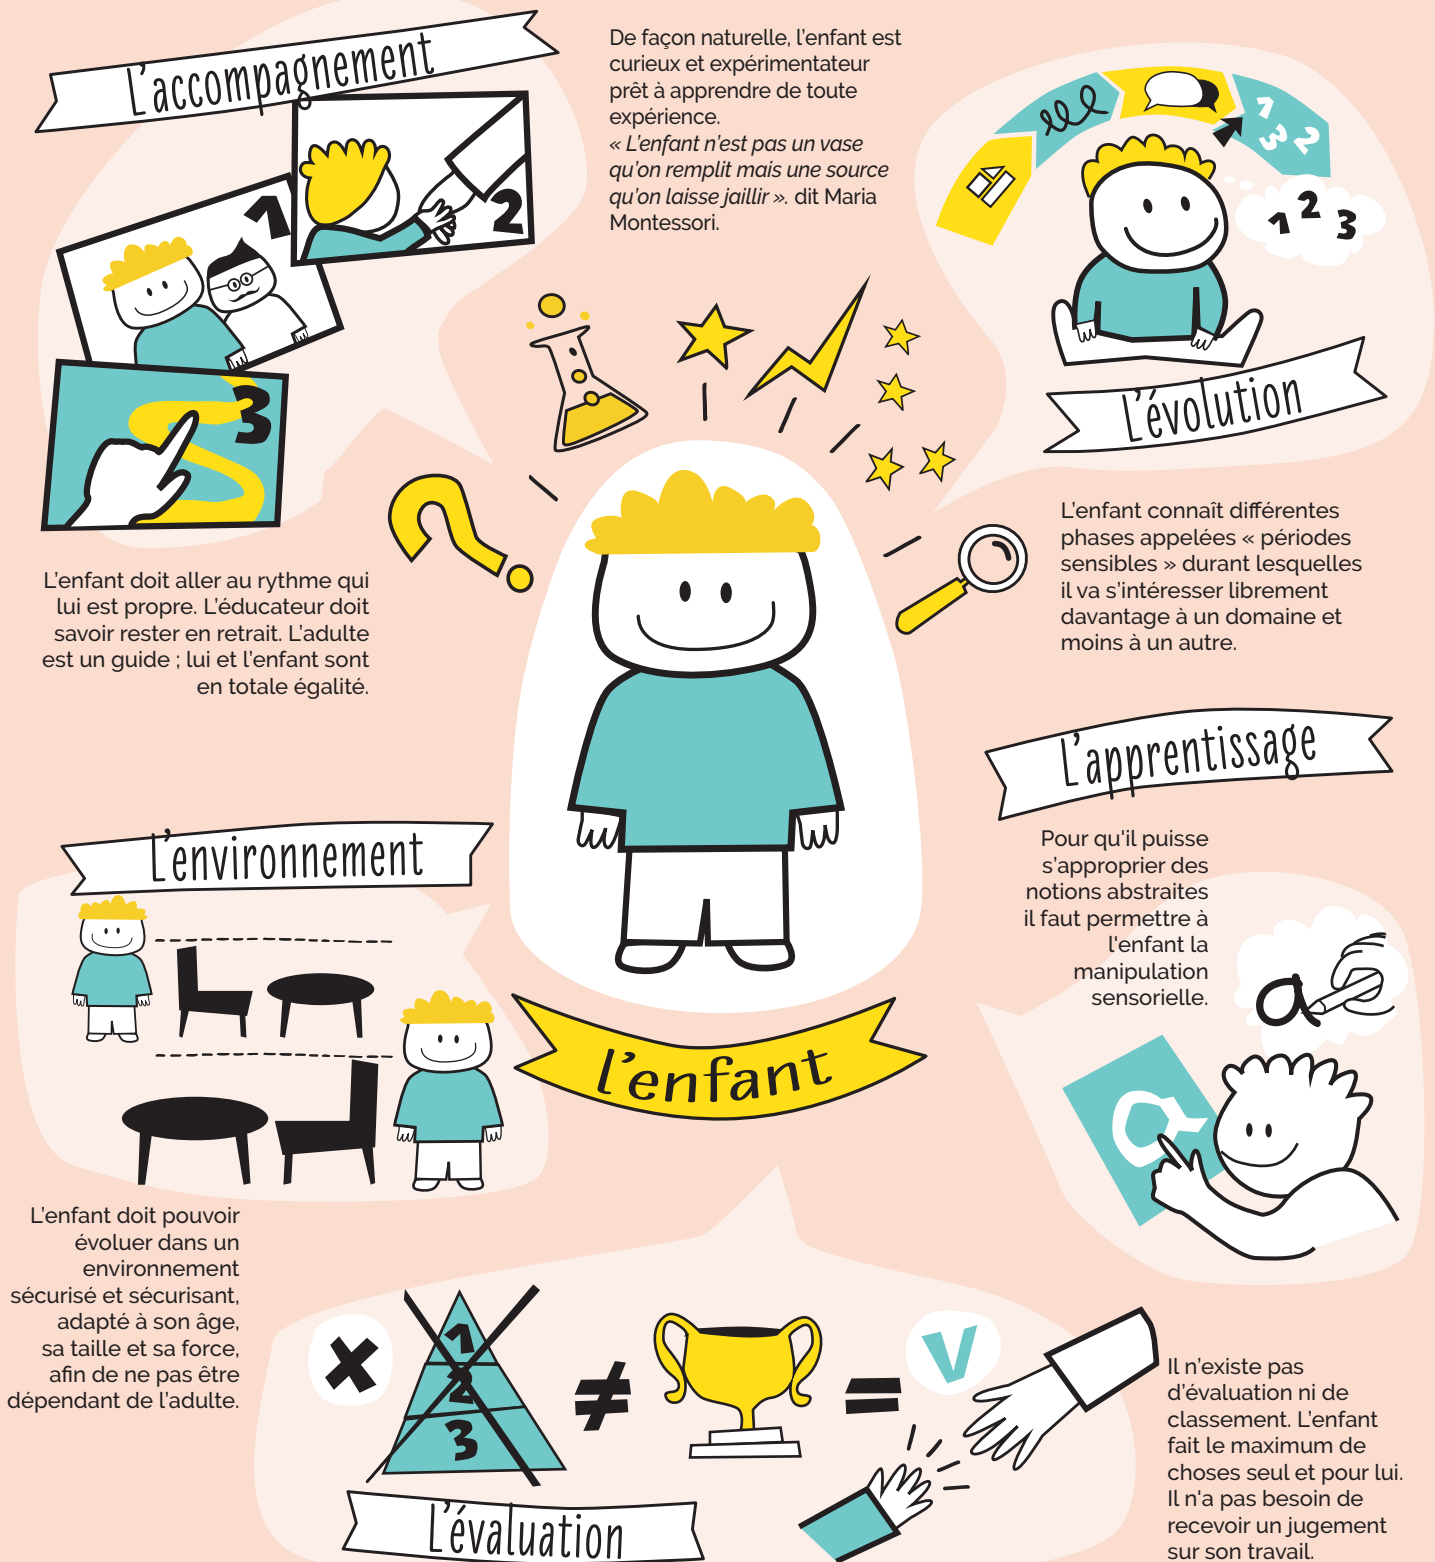 L'accompagnement
1
2
3
L'enfant doit aller au rythme qui
lui est propre. L'éducateur doit
savoir rester en retrait. L'adulte
est un guide ; lui et l'enfant sont
en totale égalité.
De façon naturelle, l'enfant est
curieux et expérimentateur
prêt à apprendre de toute
expérience.
« L'enfant n'est pas un vase
qu'on remplit mais une source
qu'on laisse jaillir ». dit Maria
Montessori.
1 3 2
1 2 3
L'évolution
L'enfant connaît différentes
phases appelées « périodes
sensibles » durant lesquelles
il va s'intéresser librement
davantage à un domaine et
moins à un autre.
L'apprentissage
Pour qu'il puisse
s'approprier des
notions abstraites
il faut permettre à
l'enfant la
manipulation
sensorielle.
a
a
L'environnement
L'enfant doit pouvoir
évoluer dans un
environnement
sécurisé et sécurisant,
adapté à son âge,
sa taille et sa force,
afin de ne pas être
dépendant de l'adulte.
l'enfant
1
2
3
≠
=
L'évaluation
Il n'existe pas
d'évaluation ni de
classement. L'enfant
fait le maximum de
choses seul et pour lui.
Il n'a pas besoin de
recevoir un jugement
sur son travail.